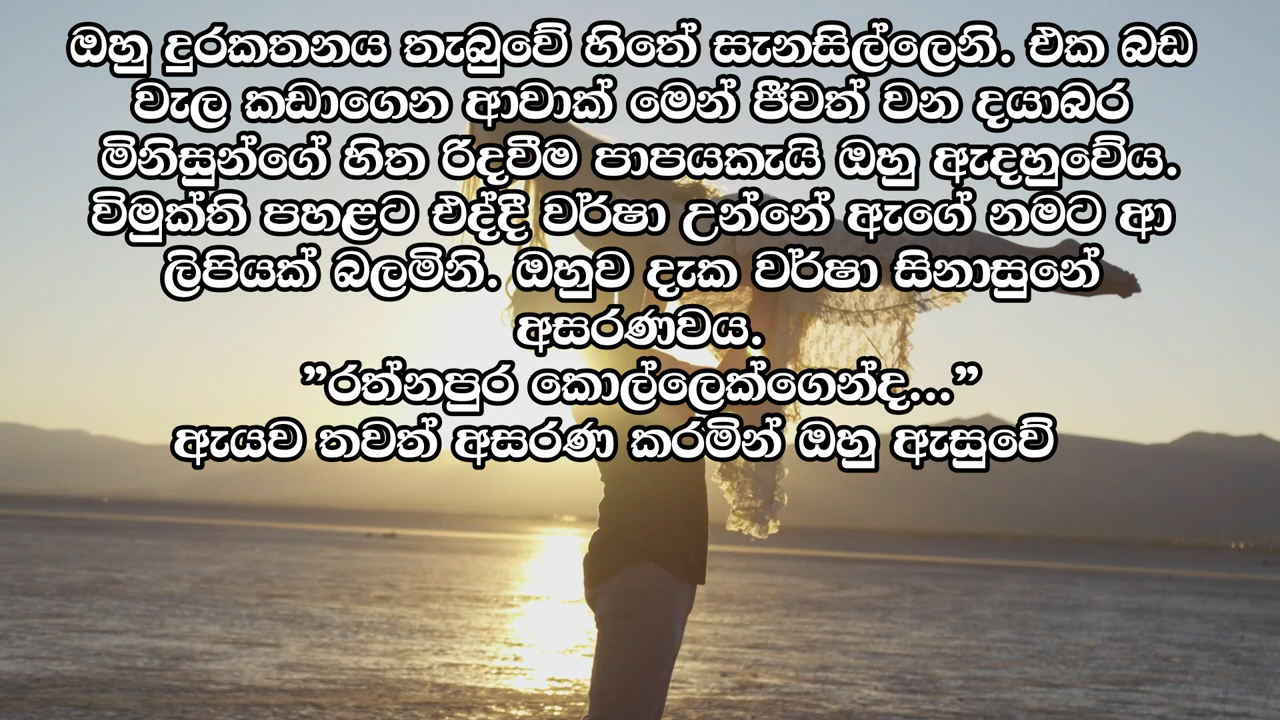 ඔහු දුරකතනය තැබුවේ හිතේ සැනසිල්ලෙනි. එක බඩ
වැල කඩාගෙන ආවාක් මෙන් ජීවත් වන දයාබර
මිනිසුන්ගේ හිත රිදවීම පාපයකැයි ඔහු ඇදහුවේය.
විමුක්ති පහළට එද්දී වර්ෂා උන්නේ ඇගේ නමට ආ
ලිපියක් බලමිනි. ඔහුව දැක වර්ෂා සිනාසුනේ
අසරණවය.
”රත්නපුර කොල්ලෙක්ගෙන්ද...”
ඇයව තවත් අසරණ කරමින් ඔහු ඇසුවේ